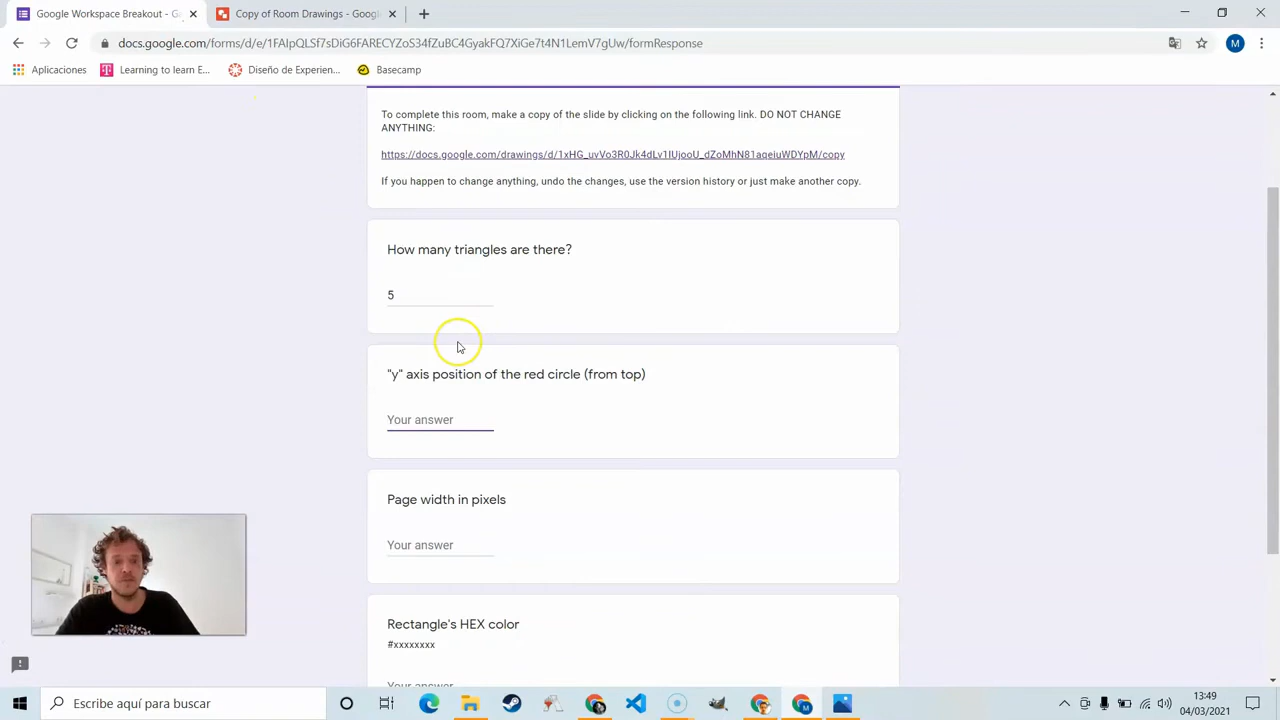 Google Workspace Breakout - G
Copy of Room Drawings - Googl
docs.google.com/forms/d/e/1FAIpQLSf7sDiG6FARECYZoS34fZuBC4GyakFQ7XiGe7t4N1LemV7gUw/formResponse
M
Aplicaciones
Learning to learn E...
Diseño de Experien...
Basecamp
To complete this room, make a copy of the slide by clicking on the following link. DO NOT CHANGE
ANYTHING:
https://docs.google.com/drawings/d/1xHG_uvVo3R0Jk4dLv1IUjooU_dZoMhN81aqeiuWDYpM/copy
If you happen to change anything, undo the changes, use the version history or just make another copy.
How many triangles are there?
5
"y" axis position of the red circle (from top)
Your answer
Page width in pixels
Your answer
Rectangle's HEX color
#xxxxxxxx
Your answer
Escribe aquí para buscar
13:49
04/03/2021